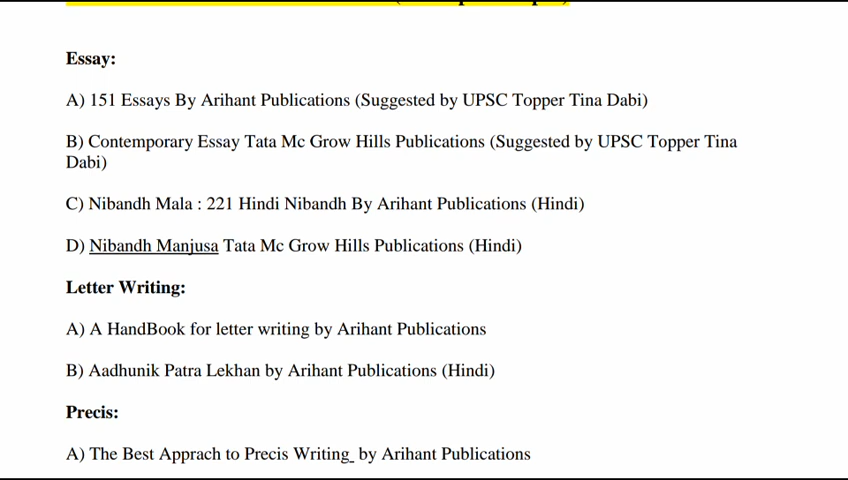 Essay:
A) 151 Essays By Arihant Publications (Suggested by UPSC Topper Tina Dabi)
B) Contemporary Essay Tata Mc Grow Hills Publications (Suggested by UPSC Topper Tina
Dabi)
C) Nibandh Mala : 221 Hindi Nibandh By Arihant Publications (Hindi)
D) Nibandh Manjusa Tata Mc Grow Hills Publications (Hindi)
Letter Writing:
A) A HandBook for letter writing by Arihant Publications
B) Aadhunik Patra Lekhan by Arihant Publications (Hindi)
Precis:
A) The Best Apprach to Precis Writing_ by Arihant Publications